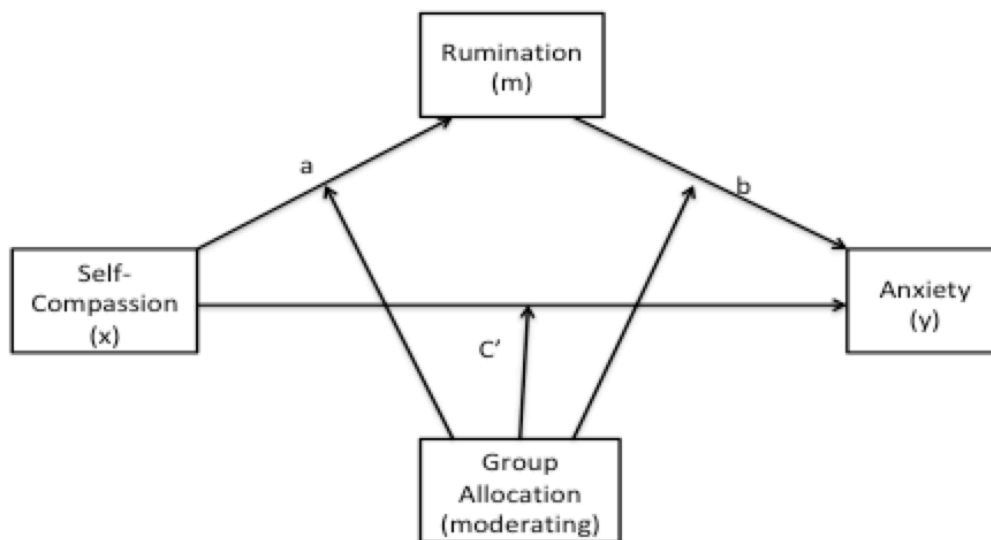 Rumination
(m)
a
b
Self-
Compassion
(x)
Anxiety
(y)
C'
Group
Allocation
(moderating)